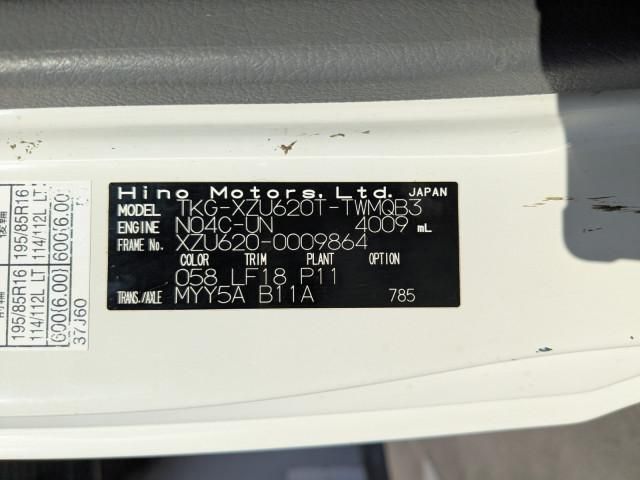 Hino Motors, Ltd. JAPAN
MODEL TKG-XZU620T-TWMQB3
ENGINE N04C-UN 4009 mL
FRAME No. XZU620-0009864
COLOR TRIM PLANT OPTION
058 LF18 P11
TRANS./AXLE MYY5A B11A 785
195/85R16 195/85R16
114/112L LT 114/112L LT
600(6.00) 600(6.00)
37J60